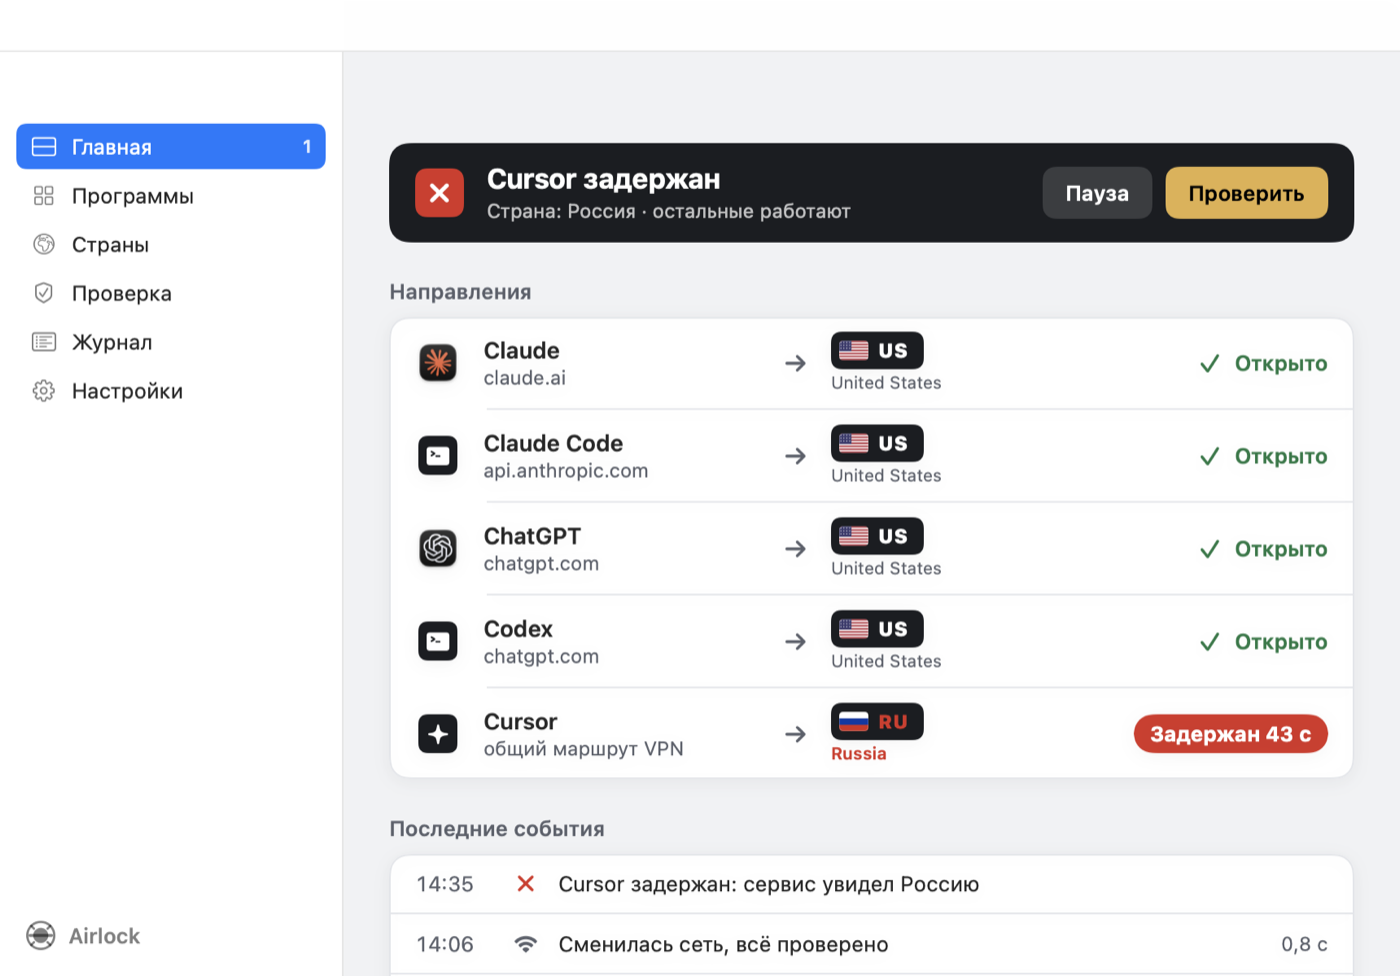 Главная 1
Программы
Страны
Проверка
Журнал
Настройки
Airlock
Cursor задержан
Страна: Россия · остальные работают
Пауза
Проверить
Направления
Claude
claude.ai
US
United States
Открыто
Claude Code
api.anthropic.com
US
United States
Открыто
ChatGPT
chatgpt.com
US
United States
Открыто
Codex
chatgpt.com
US
United States
Открыто
Cursor
общий маршрут VPN
RU
Russia
Задержан 43 с
Последние события
14:35 Cursor задержан: сервис увидел Россию
14:06 Сменилась сеть, всё проверено 0,8 с